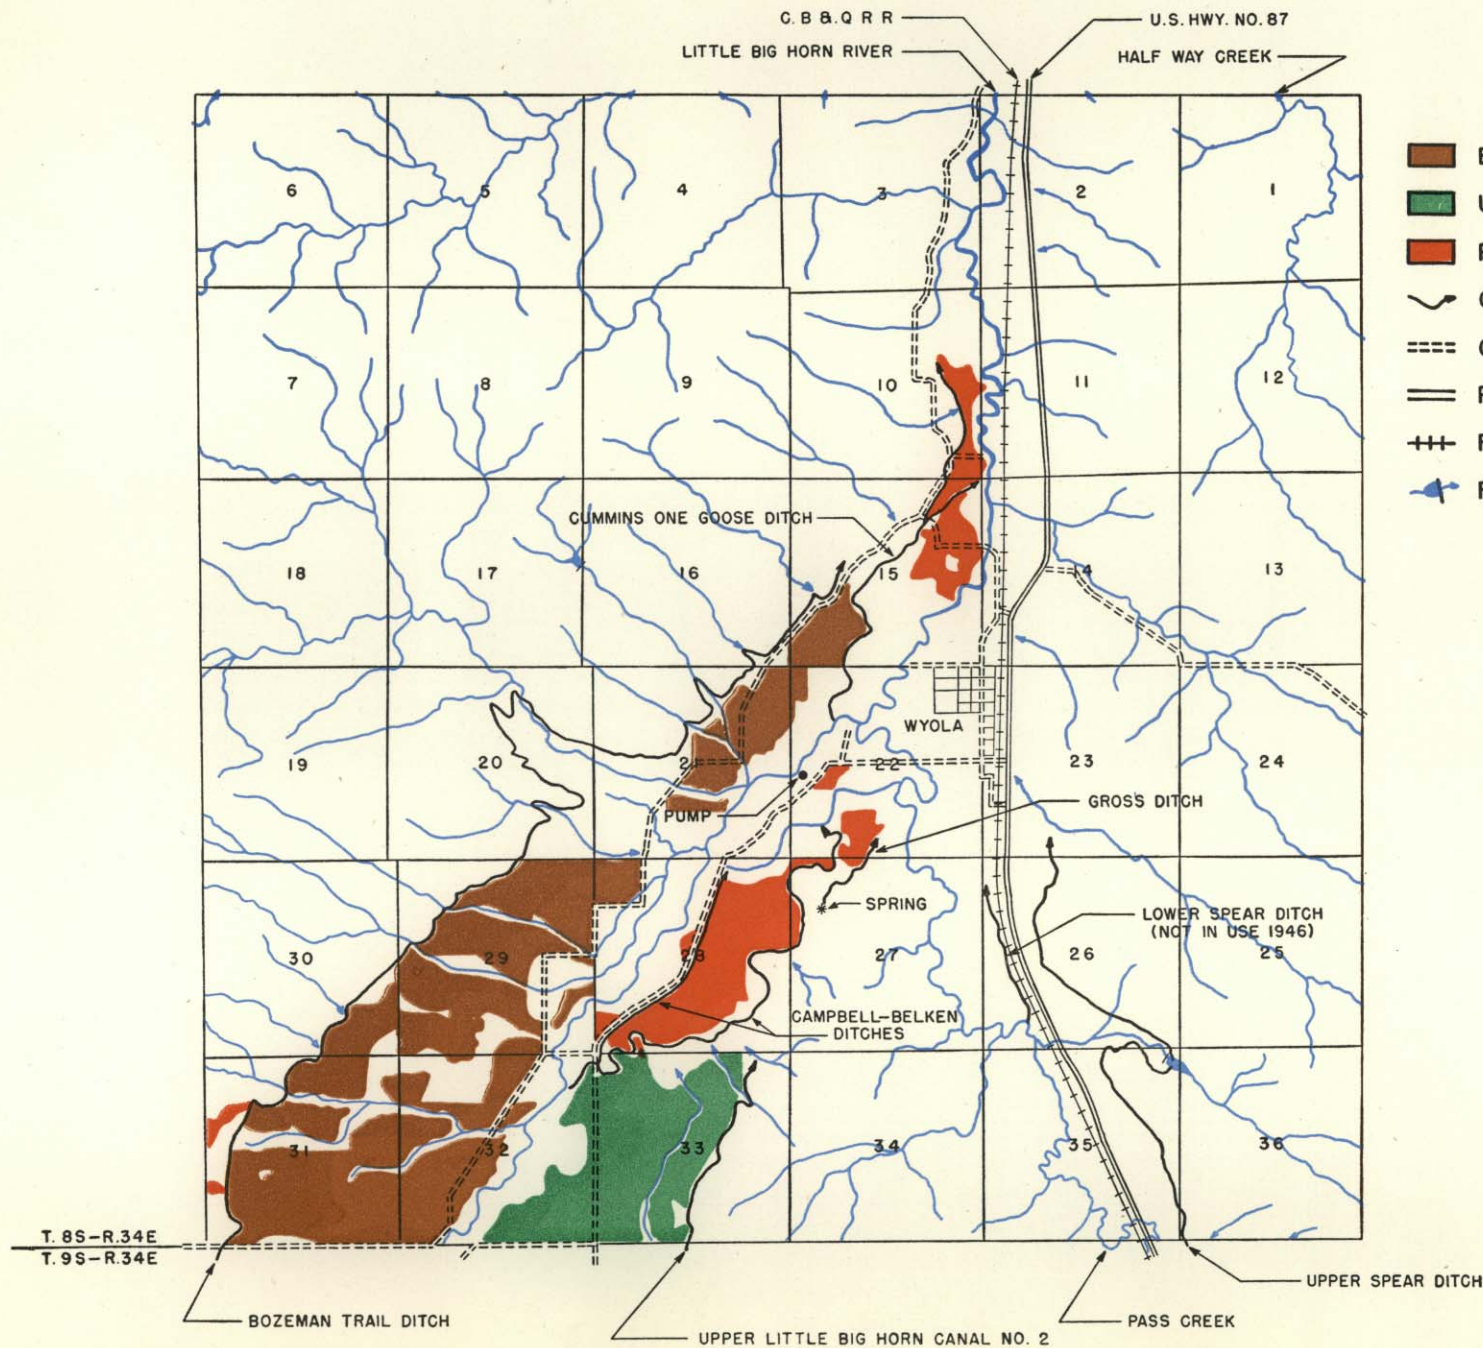 C. B & Q R R
U.S. HWY. NO. 87
LITTLE BIG HORN RIVER
HALF WAY CREEK
6
5
4
3
2
1
7
8
9
10
11
12
CUMMINS ONE GOOSE DITCH
18
17
16
15
14
13
WYOLA
19
20
2
22
23
24
PUMP
GROSS DITCH
SPRING
LOWER SPEAR DITCH
(NOT IN USE 1946)
30
29
28
27
26
25
CAMPBELL-BELKEN
DITCHES
31
32
33
34
35
36
T. 8S-R.34E
T. 9S-R.34E
UPPER SPEAR DITCH
BOZEMAN TRAIL DITCH
PASS CREEK
UPPER LITTLE BIG HORN CANAL NO. 2